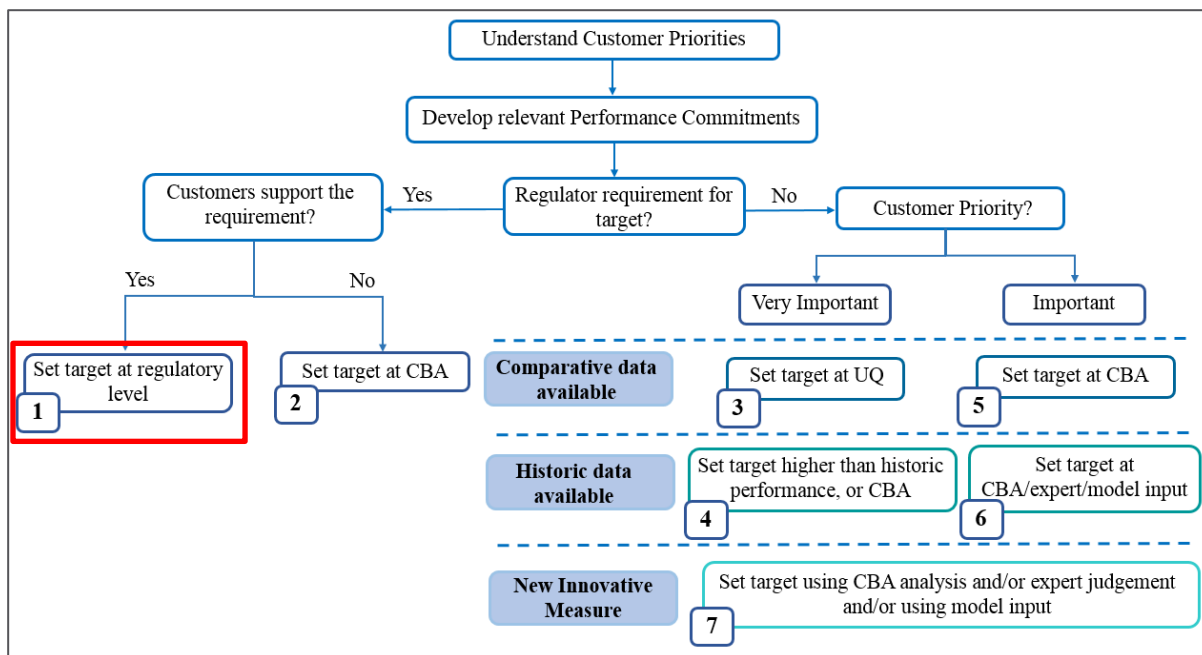 Understand Customer Priorities
Develop relevant Performance Commitments
Customers support the
requirement?
Yes
Regulator requirement for
target?
No
Customer Priority?
Yes
No
Very Important
Important
Set target at regulatory
level
1
Set target at CBA
2
Comparative data
available
Set target at UQ
3
Set target at CBA
5
Historic data
available
Set target higher than historic
performance, or CBA
4
Set target at
CBA/expert/model input
6
New Innovative
Measure
Set target using CBA analysis and/or expert judgement
and/or using model input
7